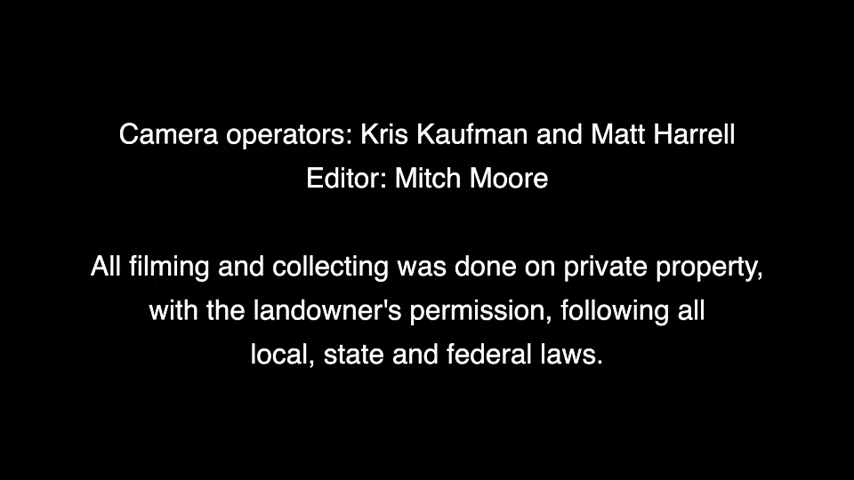 Camera operators: Kris Kaufman and Matt Harrell
Editor: Mitch Moore
All filming and collecting was done on private property,
with the landowner's permission, following all
local, state and federal laws.